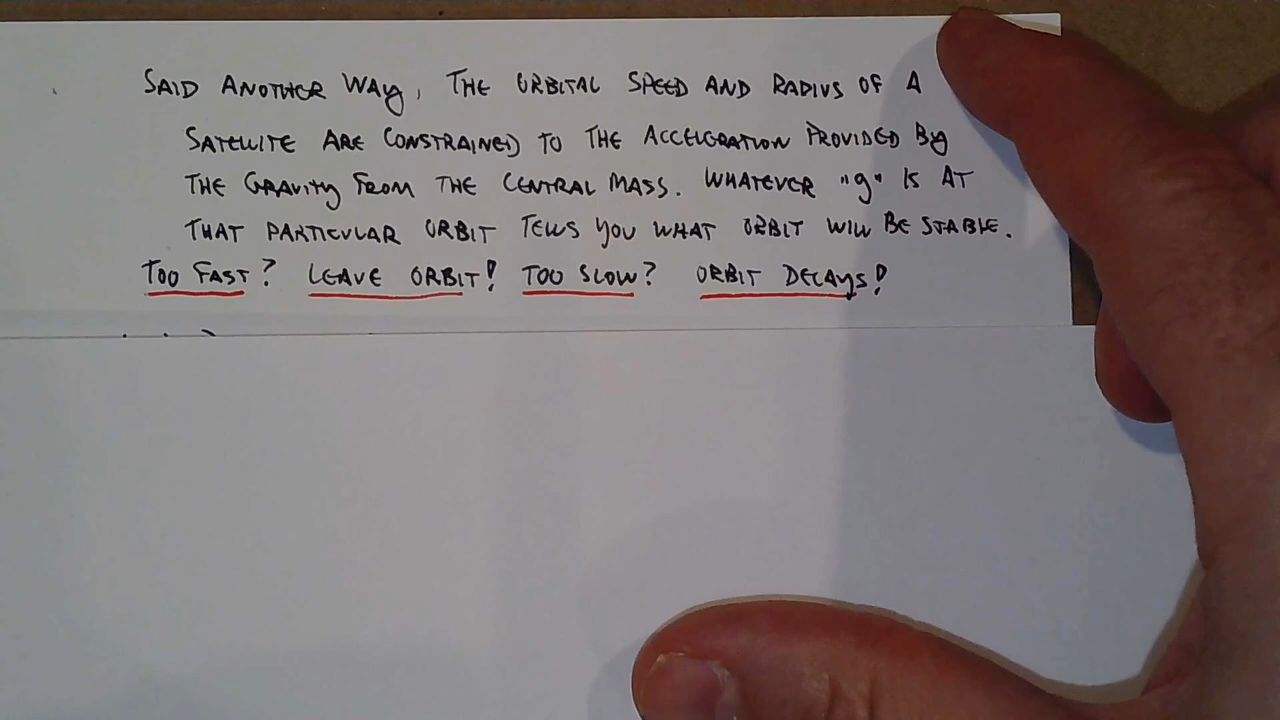 SAID ANOTHER WAY, THE ORBITAL SPEED AND RADIUS OF A
SATELLITE ARE CONSTRAINED TO THE ACCELERATION PROVIDED BY
THE GRAVITY FROM THE CENTRAL MASS. WHATEVER "g" IS AT
THAT PARTICULAR ORBIT TELLS YOU WHAT ORBIT WILL BE STABLE.
TOO FAST? LEAVE ORBIT! TOO SLOW? ORBIT DECAYS!